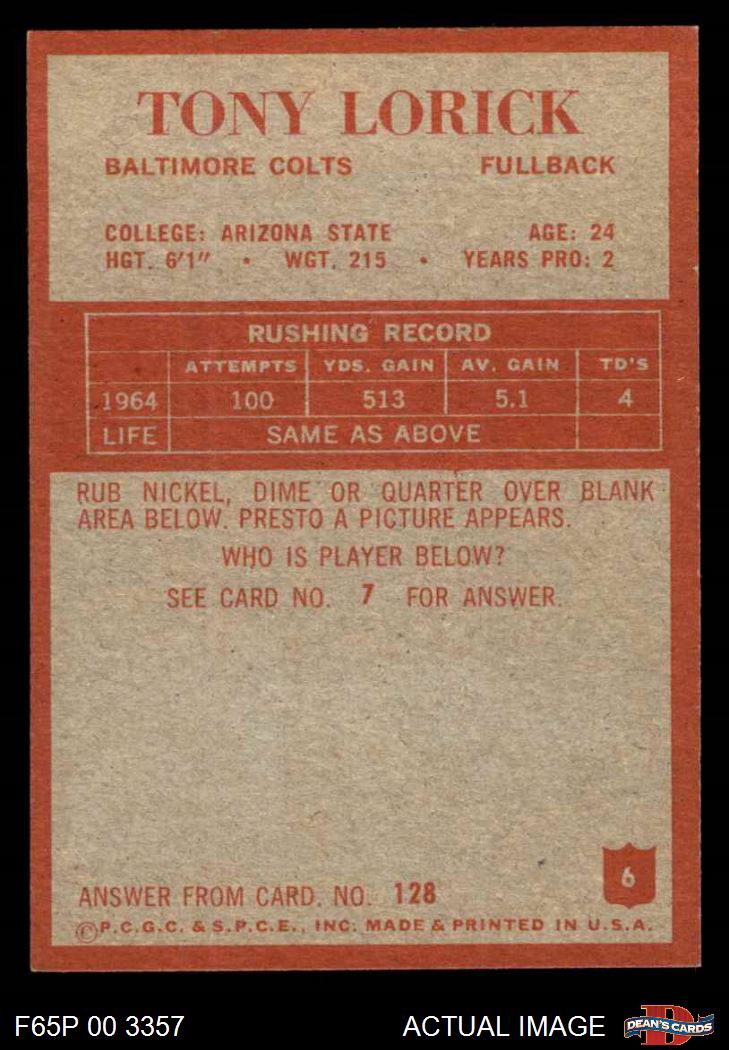 TONY LORICK
BALTIMORE COLTS FULLBACK
COLLEGE: ARIZONA STATE AGE: 24
HGT. 6'1" • WGT. 215 • YEARS PRO: 2
RUSHING RECORD
ATTEMPTS YDS. GAIN AV. GAIN TD'S
1964 100 513 5.1 4
LIFE SAME AS ABOVE
RUB NICKEL, DIME OR QUARTER OVER BLANK
AREA BELOW. PRESTO A PICTURE APPEARS.
WHO IS PLAYER BELOW?
SEE CARD NO. 7 FOR ANSWER.
6
ANSWER FROM CARD. NO. 128
©P.C.G.C. & S.P.C.E., INC. MADE & PRINTED IN U.S.A.
F65P 00 3357 ACTUAL IMAGE D DEAN'S CARDS